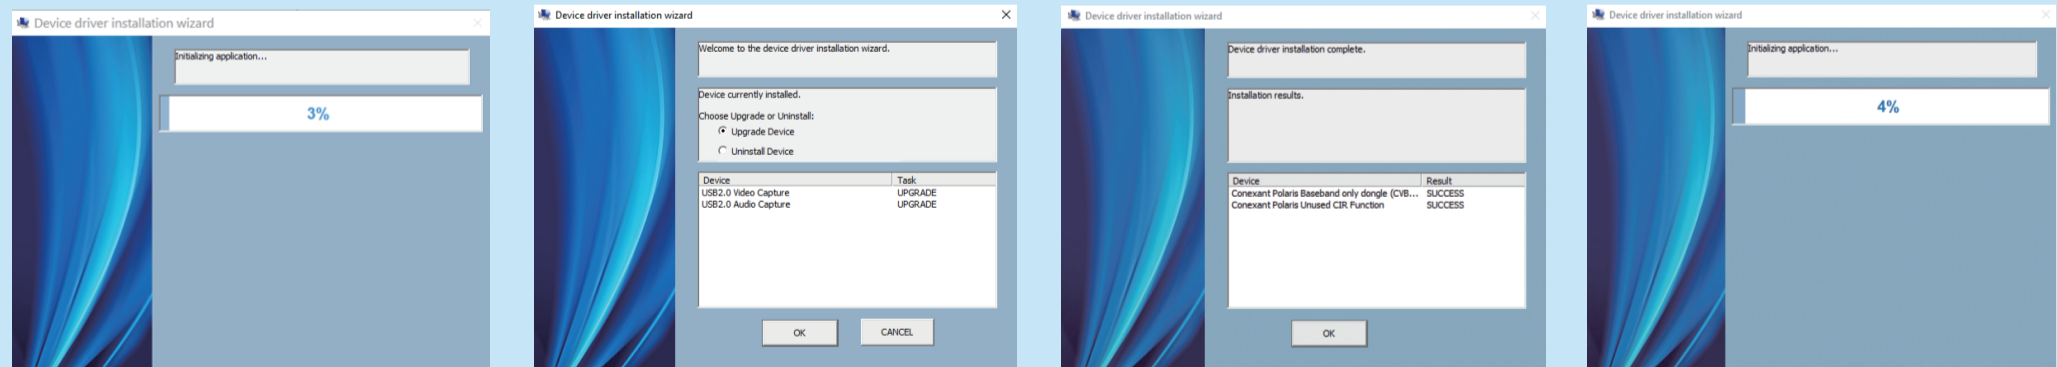 Device driver installation wizard
Initializing application...
3%
Device driver installation wizard
Welcome to the device driver installation wizard.
Device currently installed.
Choose Upgrade or Uninstall:
Upgrade Device
Uninstall Device
Device Task
USB2.0 Video Capture UPGRADE
USB2.0 Audio Capture UPGRADE
OK CANCEL
Device driver installation wizard
Device driver installation complete.
Installation results.
Device Result
Conexant Polaris Baseband only dongle (CVB... SUCCESS
Conexant Polaris Unused CIR Function SUCCESS
OK
Device driver installation wizard
Initializing application...
4%